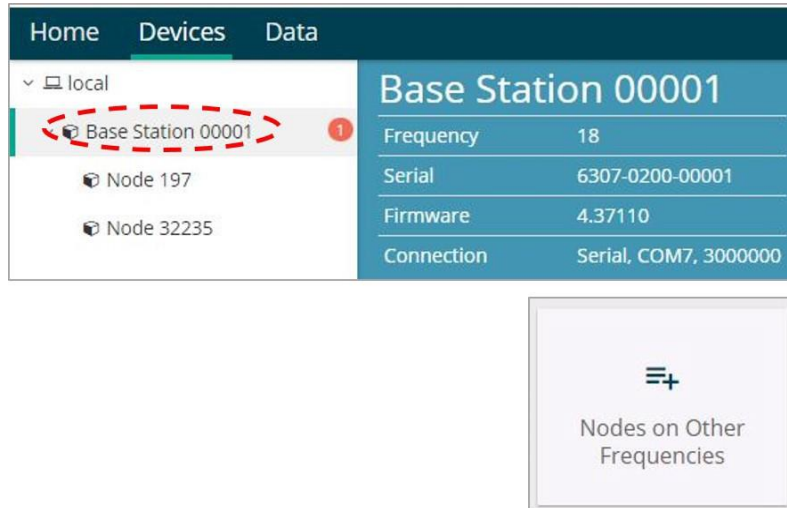 Home Devices Data
local
Base Station 00001 1
Node 197
Node 32235
Base Station 00001
Frequency 18
Serial 6307-0200-00001
Firmware 4.37110
Connection Serial, COM7, 3000000
Nodes on Other
Frequencies